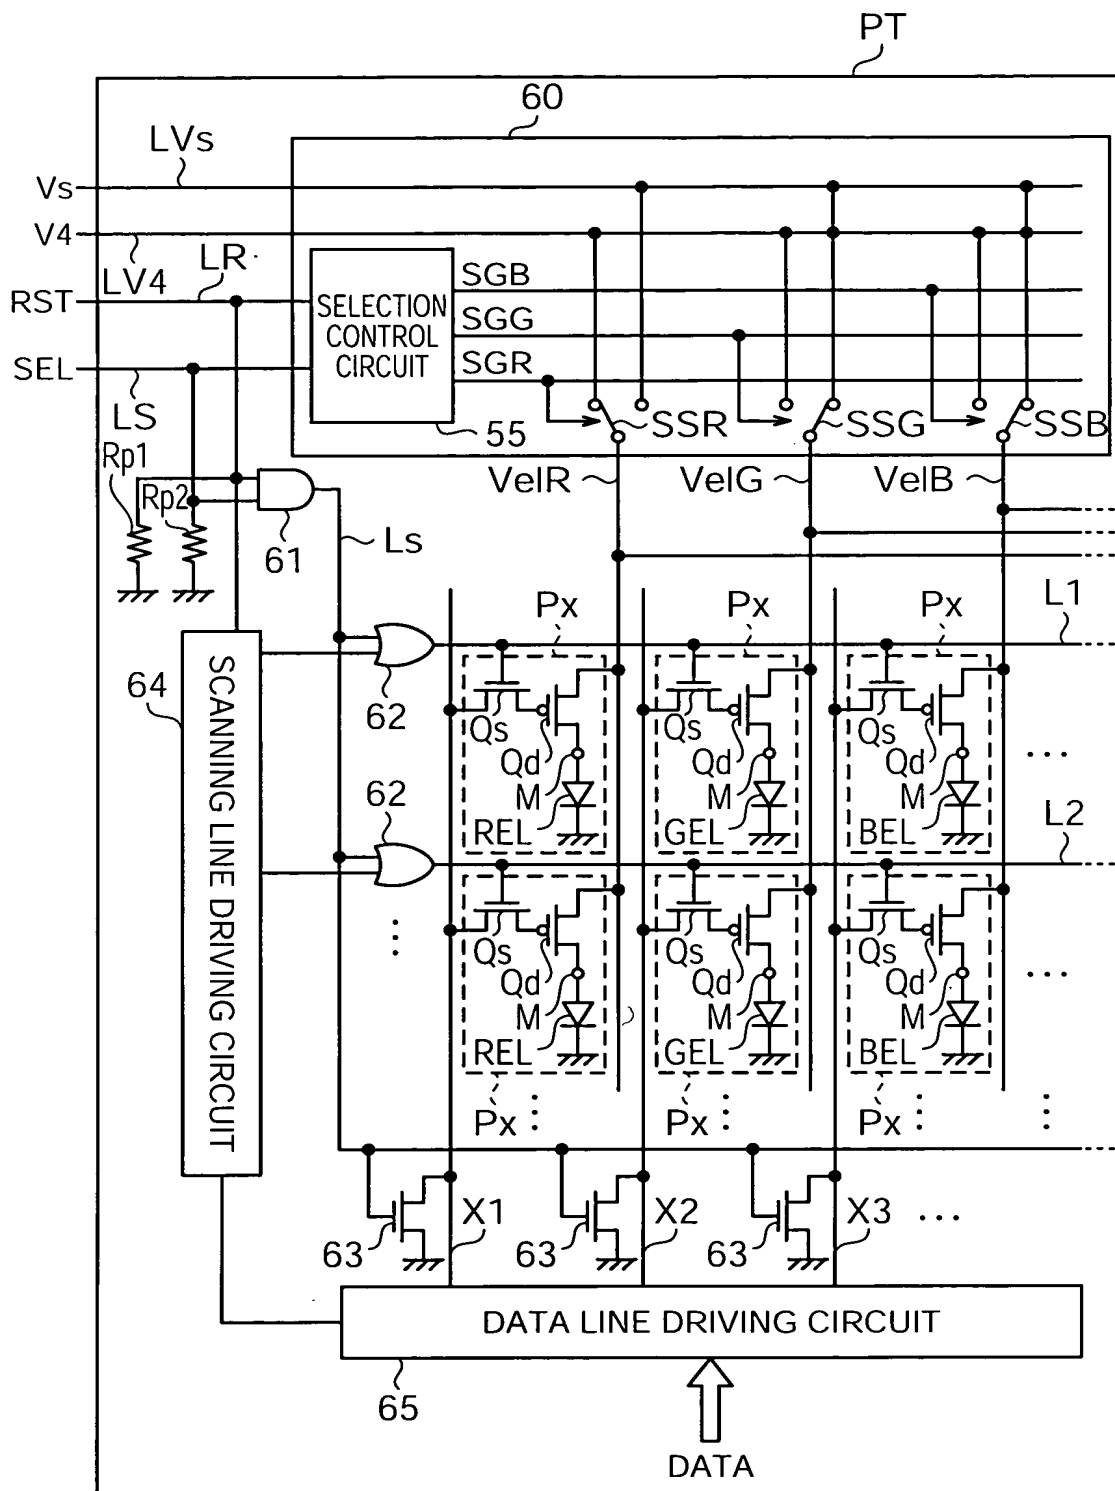 PT
60
LVs
Vs
V4
LV4
LR
RST
SEL
LS
SELECTION
CONTROL
CIRCUIT
SGB
SGG
SGR
55
SSR
SSG
SSB
VelR
VelG
VelB
Rp1
Rp2
61
Ls
Px
Px
Px
L1
64
62
SCANNING LINE DRIVING CIRCUIT
Qs
Qd
M
REL
Qs
Qd
M
GEL
Qs
Qd
M
BEL
...
62
L2
Qs
Qd
M
REL
Qs
Qd
M
GEL
Qs
Qd
M
BEL
...
Px
Px
Px
63
X1
63
X2
63
X3
...
DATA LINE DRIVING CIRCUIT
65
DATA